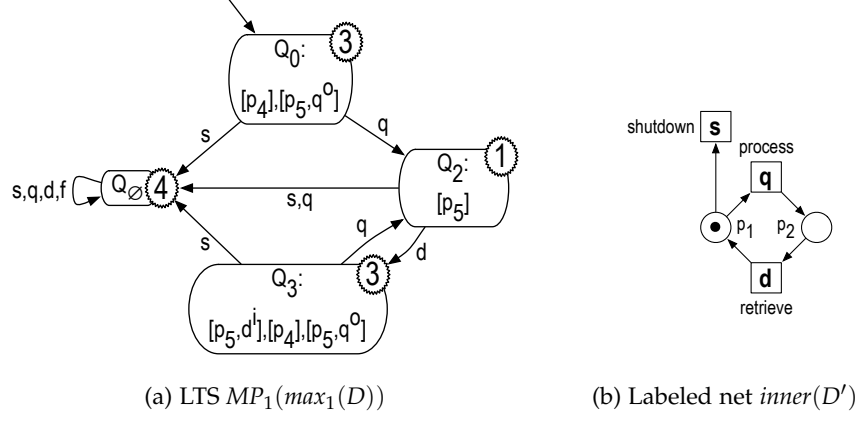 Q0:
3
[p4],[p5,qo]
s
q
s,q,d,f
Q∅
4
s,q
Q2:
1
[p5]
s
q
d
Q3:
3
[p5,di],[p4],[p5,qo]
(a) LTS MP1(max1(D))
shutdown
s
process
q
p1
p2
d
retrieve
(b) Labeled net inner(D′)